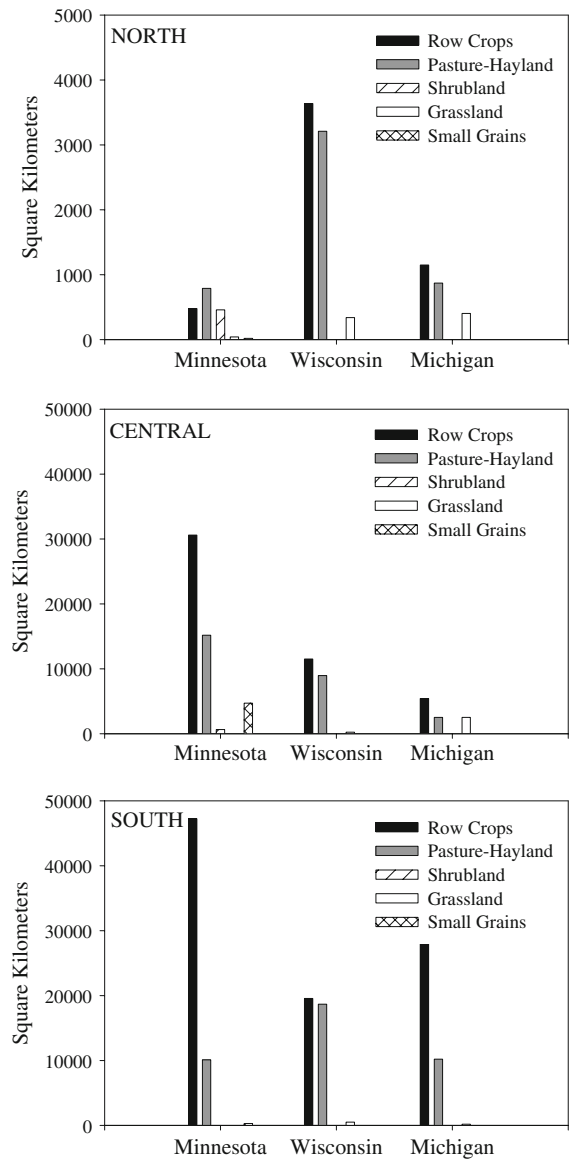 NORTH
Row Crops
Pasture-Hayland
Shrubland
Grassland
Small Grains
5000
4000
3000
2000
1000
0
Square Kilometers
Minnesota Wisconsin Michigan
CENTRAL
Row Crops
Pasture-Hayland
Shrubland
Grassland
Small Grains
50000
40000
30000
20000
10000
0
Square Kilometers
Minnesota Wisconsin Michigan
SOUTH
Row Crops
Pasture-Hayland
Shrubland
Grassland
Small Grains
50000
40000
30000
20000
10000
0
Square Kilometers
Minnesota Wisconsin Michigan